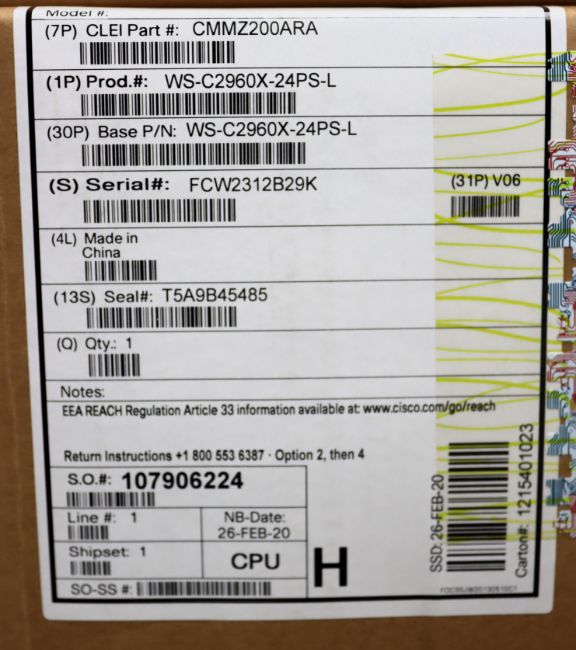 Model #:
(7P) CLEI Part #: CMMZ200ARA
(1P) Prod.#: WS-C2960X-24PS-L
(30P) Base P/N: WS-C2960X-24PS-L
(S) Serial#: FCW2312B29K
(31P) V06
(4L) Made in
China
(13S) Seal#: T5A9B45485
(Q) Qty.: 1
Notes:
EEA REACH Regulation Article 33 information available at: www.cisco.com/go/reach
Return Instructions +1 800 553 6387 · Option 2, then 4
S.O.#: 107906224
Line #: 1
NB-Date:
26-FEB-20
Shipset: 1
CPU
SO-SS #:
H
SSD: 26-FEB-20
Carton#: 1215401023